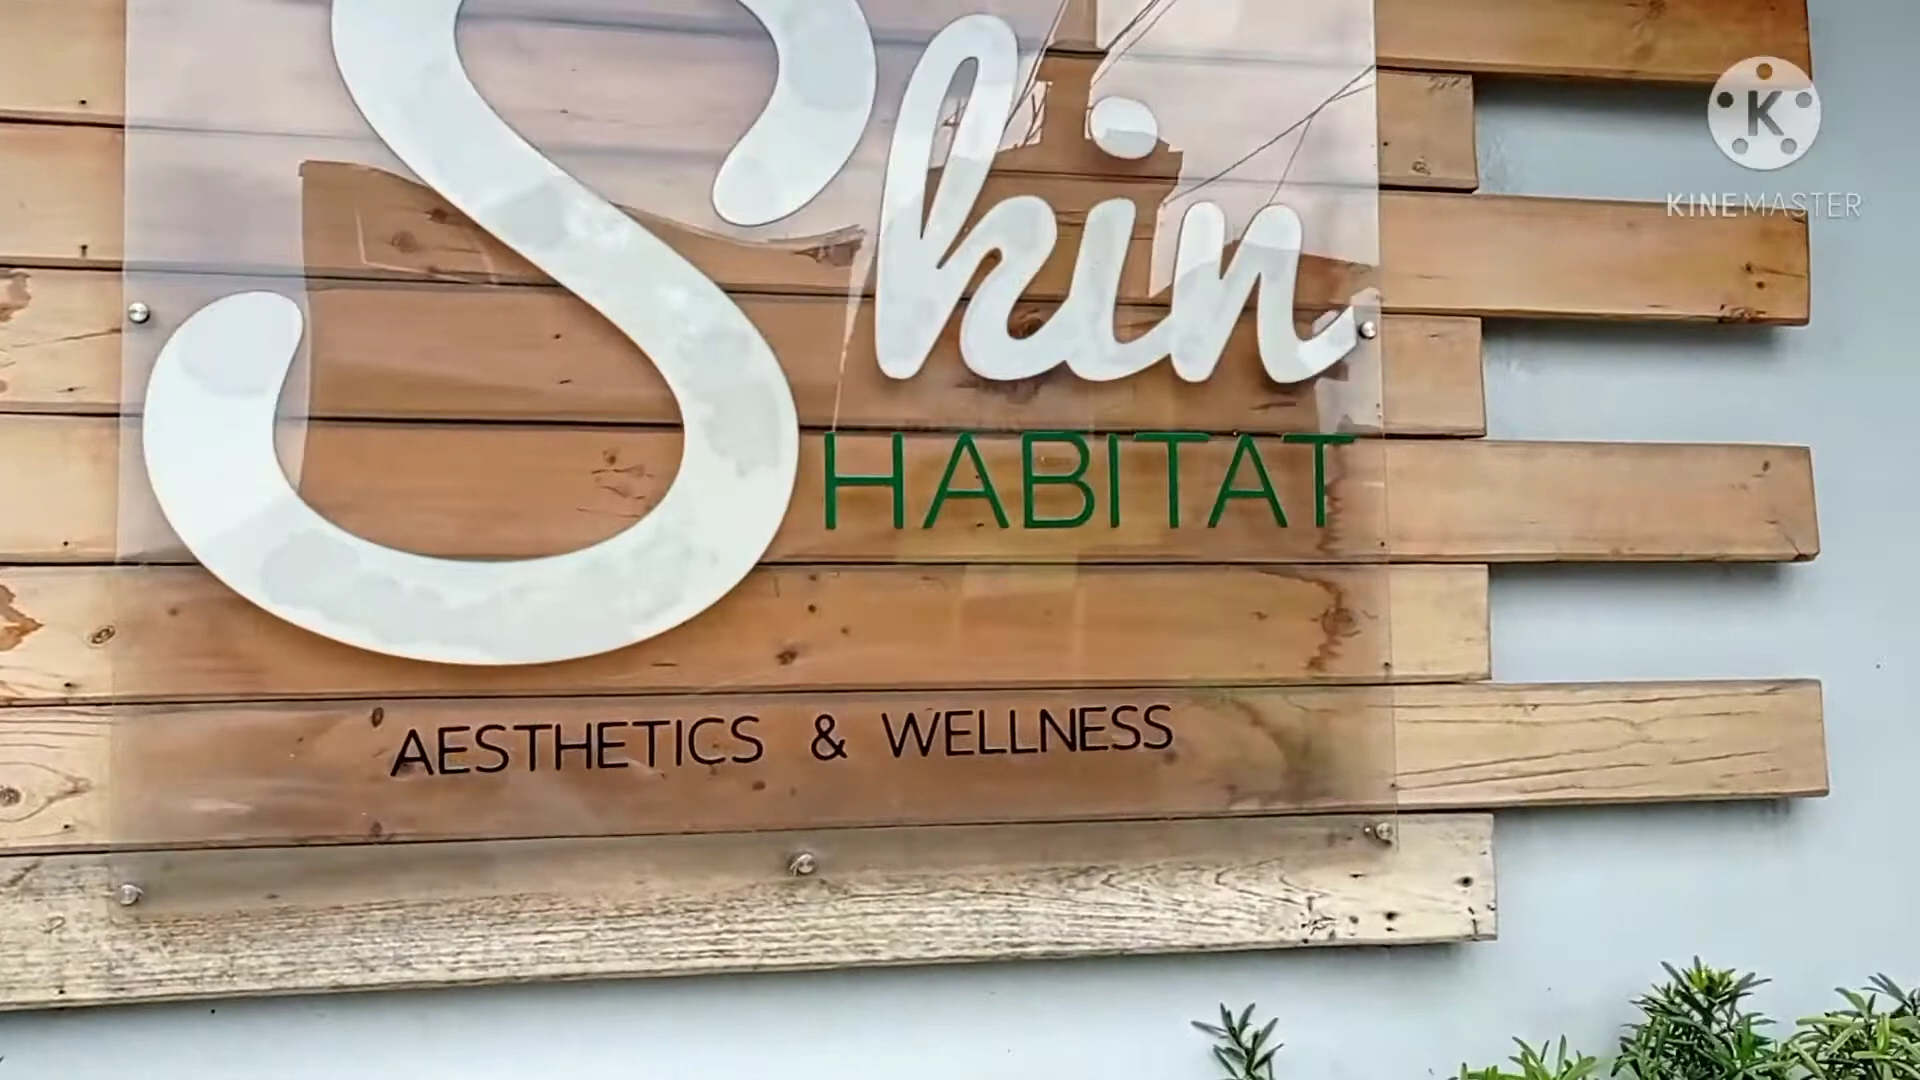 Skin
HABITAT
AESTHETICS & WELLNESS
K
KINEMASTER